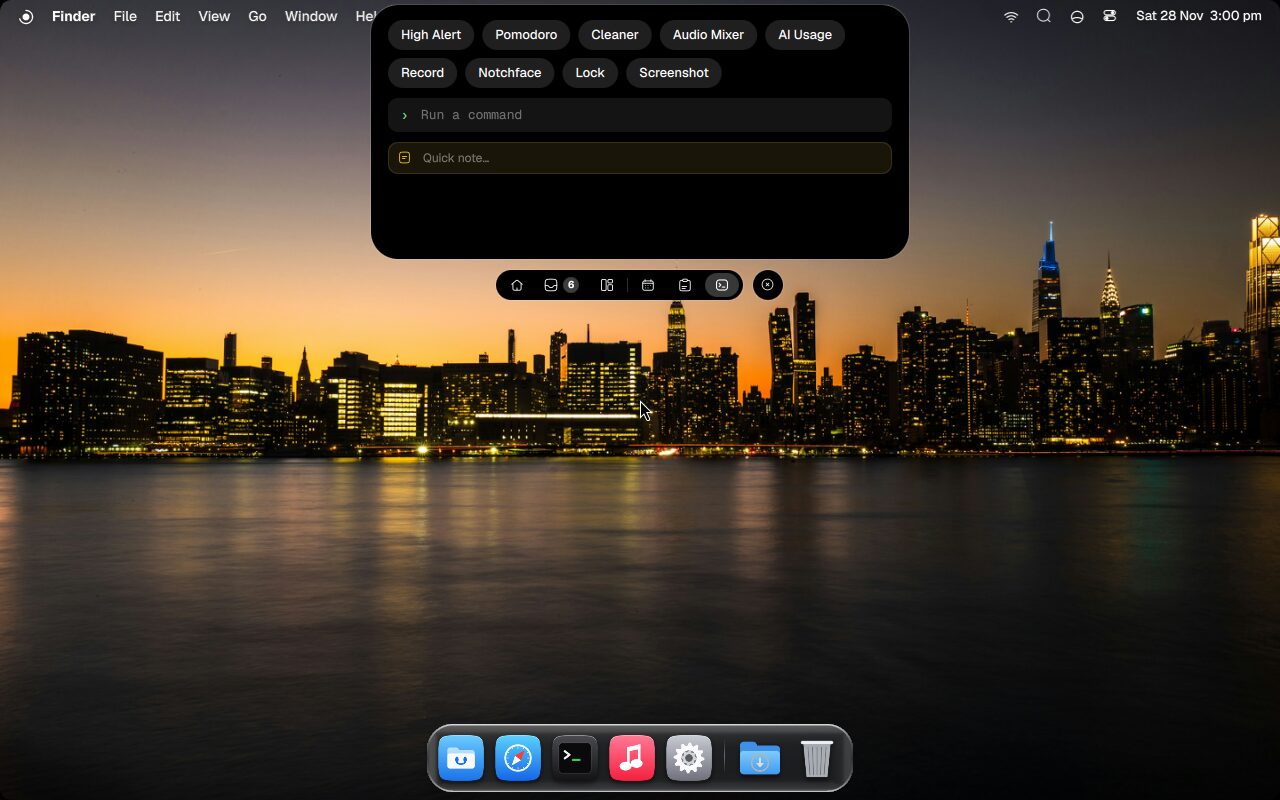 Finder File Edit View Go Window Hel
Sat 28 Nov 3:00 pm
High Alert Pomodoro Cleaner Audio Mixer AI Usage
Record Notchface Lock Screenshot
› Run a command
Quick note…
6